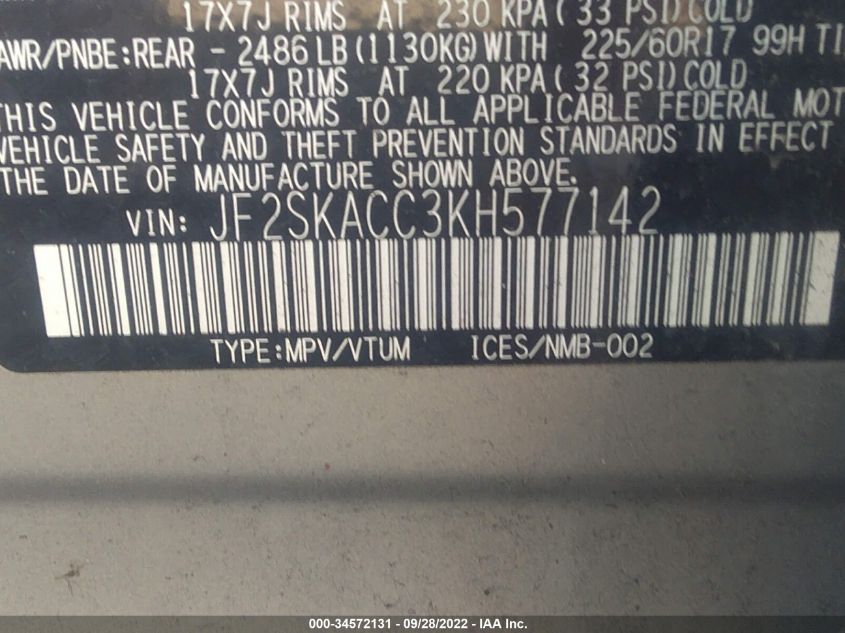 17X7J RIMS AT 230 KPA(33 PSI)COLD
AWR/PNBE:REAR - 2486 LB(1130KG)WITH 225/60R17 99H TI
17X7J RIMS AT 220 KPA(32 PSI)COLD
THIS VEHICLE CONFORMS TO ALL APPLICABLE FEDERAL MOT
VEHICLE SAFETY AND THEFT PREVENTION STANDARDS IN EFFECT
THE DATE OF MANUFACTURE SHOWN ABOVE.
VIN: JF2SKACC3KH577142
TYPE:MPV/VTUM ICES/NMB-002
000-34572131 - 09/28/2022 - IAA Inc.